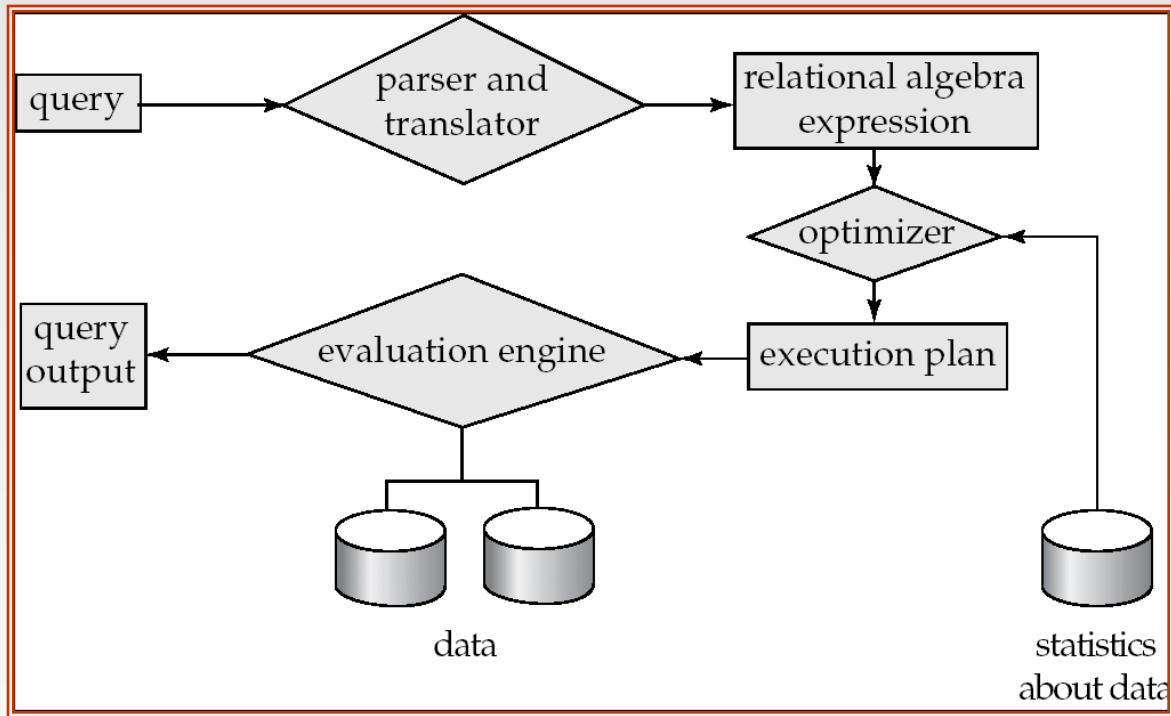 query
parser and
translator
relational algebra
expression
optimizer
execution plan
evaluation engine
query
output
data
statistics
about data